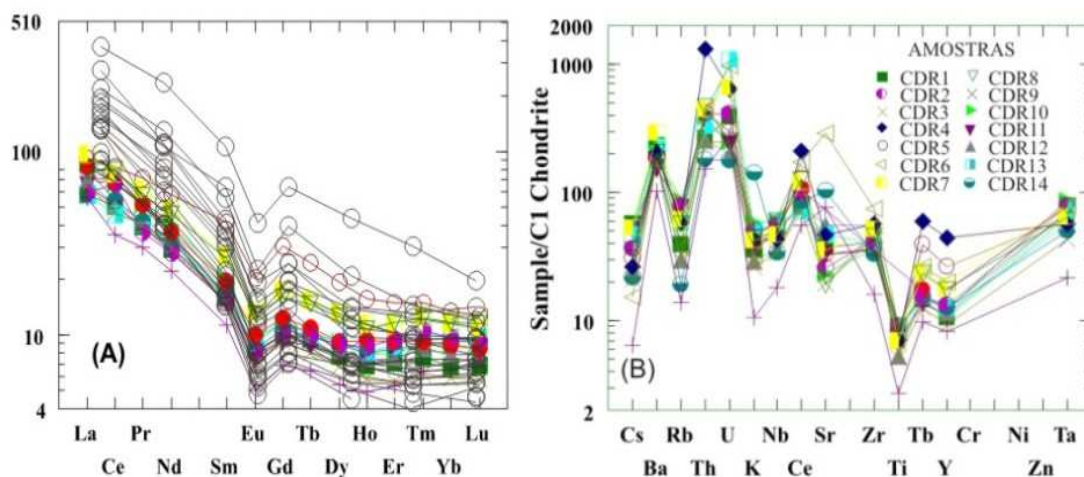 510
100
10
4
(A)
La Pr Eu Tb Ho Tm Lu
Ce Nd Sm Gd Dy Er Yb
Sample/C1 Chondrite
2000
1000
100
10
2
AMOSTRAS
CDR1 CDR8
CDR2 CDR9
CDR3 CDR10
CDR4 CDR11
CDR5 CDR12
CDR6 CDR13
CDR7 CDR14
(B)
Cs Rb U Nb Sr Zr Tb Cr Ni Ta
Ba Th K Ce Ti Y Zn